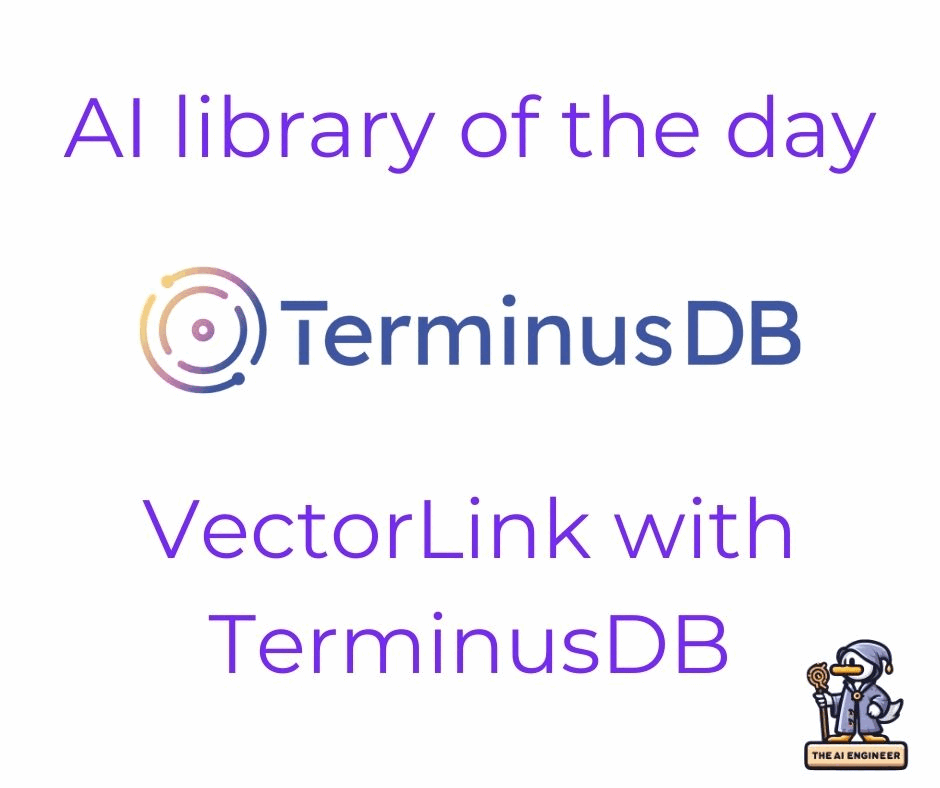 AI library of the day
TerminusDB
VectorLink with
TerminusDB
THE AI ENGINEER